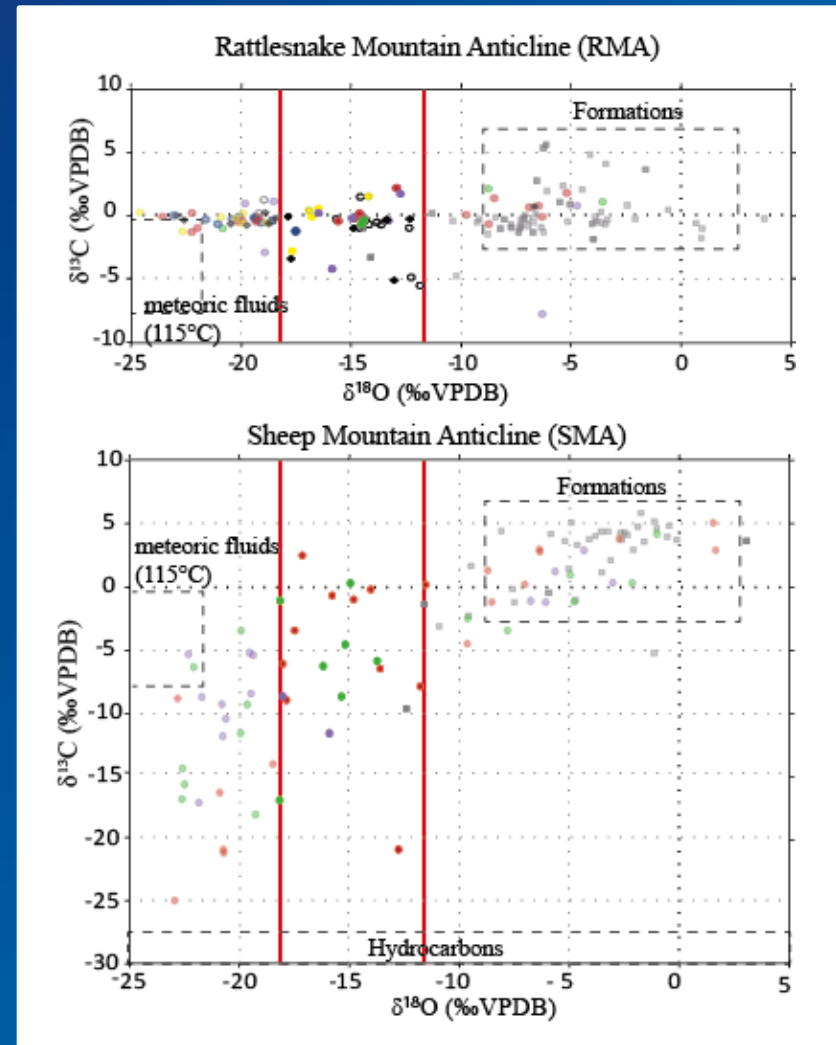 Rattlesnake Mountain Anticline (RMA)
10
Formations
5
0
-5
meteoric fluids
(115°C)
-10
δ¹³C (‰VPDB)
-25
-20
-15
-10
-5
0
5
δ¹⁸O (‰VPDB)
Sheep Mountain Anticline (SMA)
10
Formations
5
meteoric fluids
(115°C)
0
-5
-10
-15
-20
-25
Hydrocarbons
-30
δ¹³C (‰VPDB)
-25
-20
-15
-10
- 5
0
5
δ¹⁸O (‰VPDB)